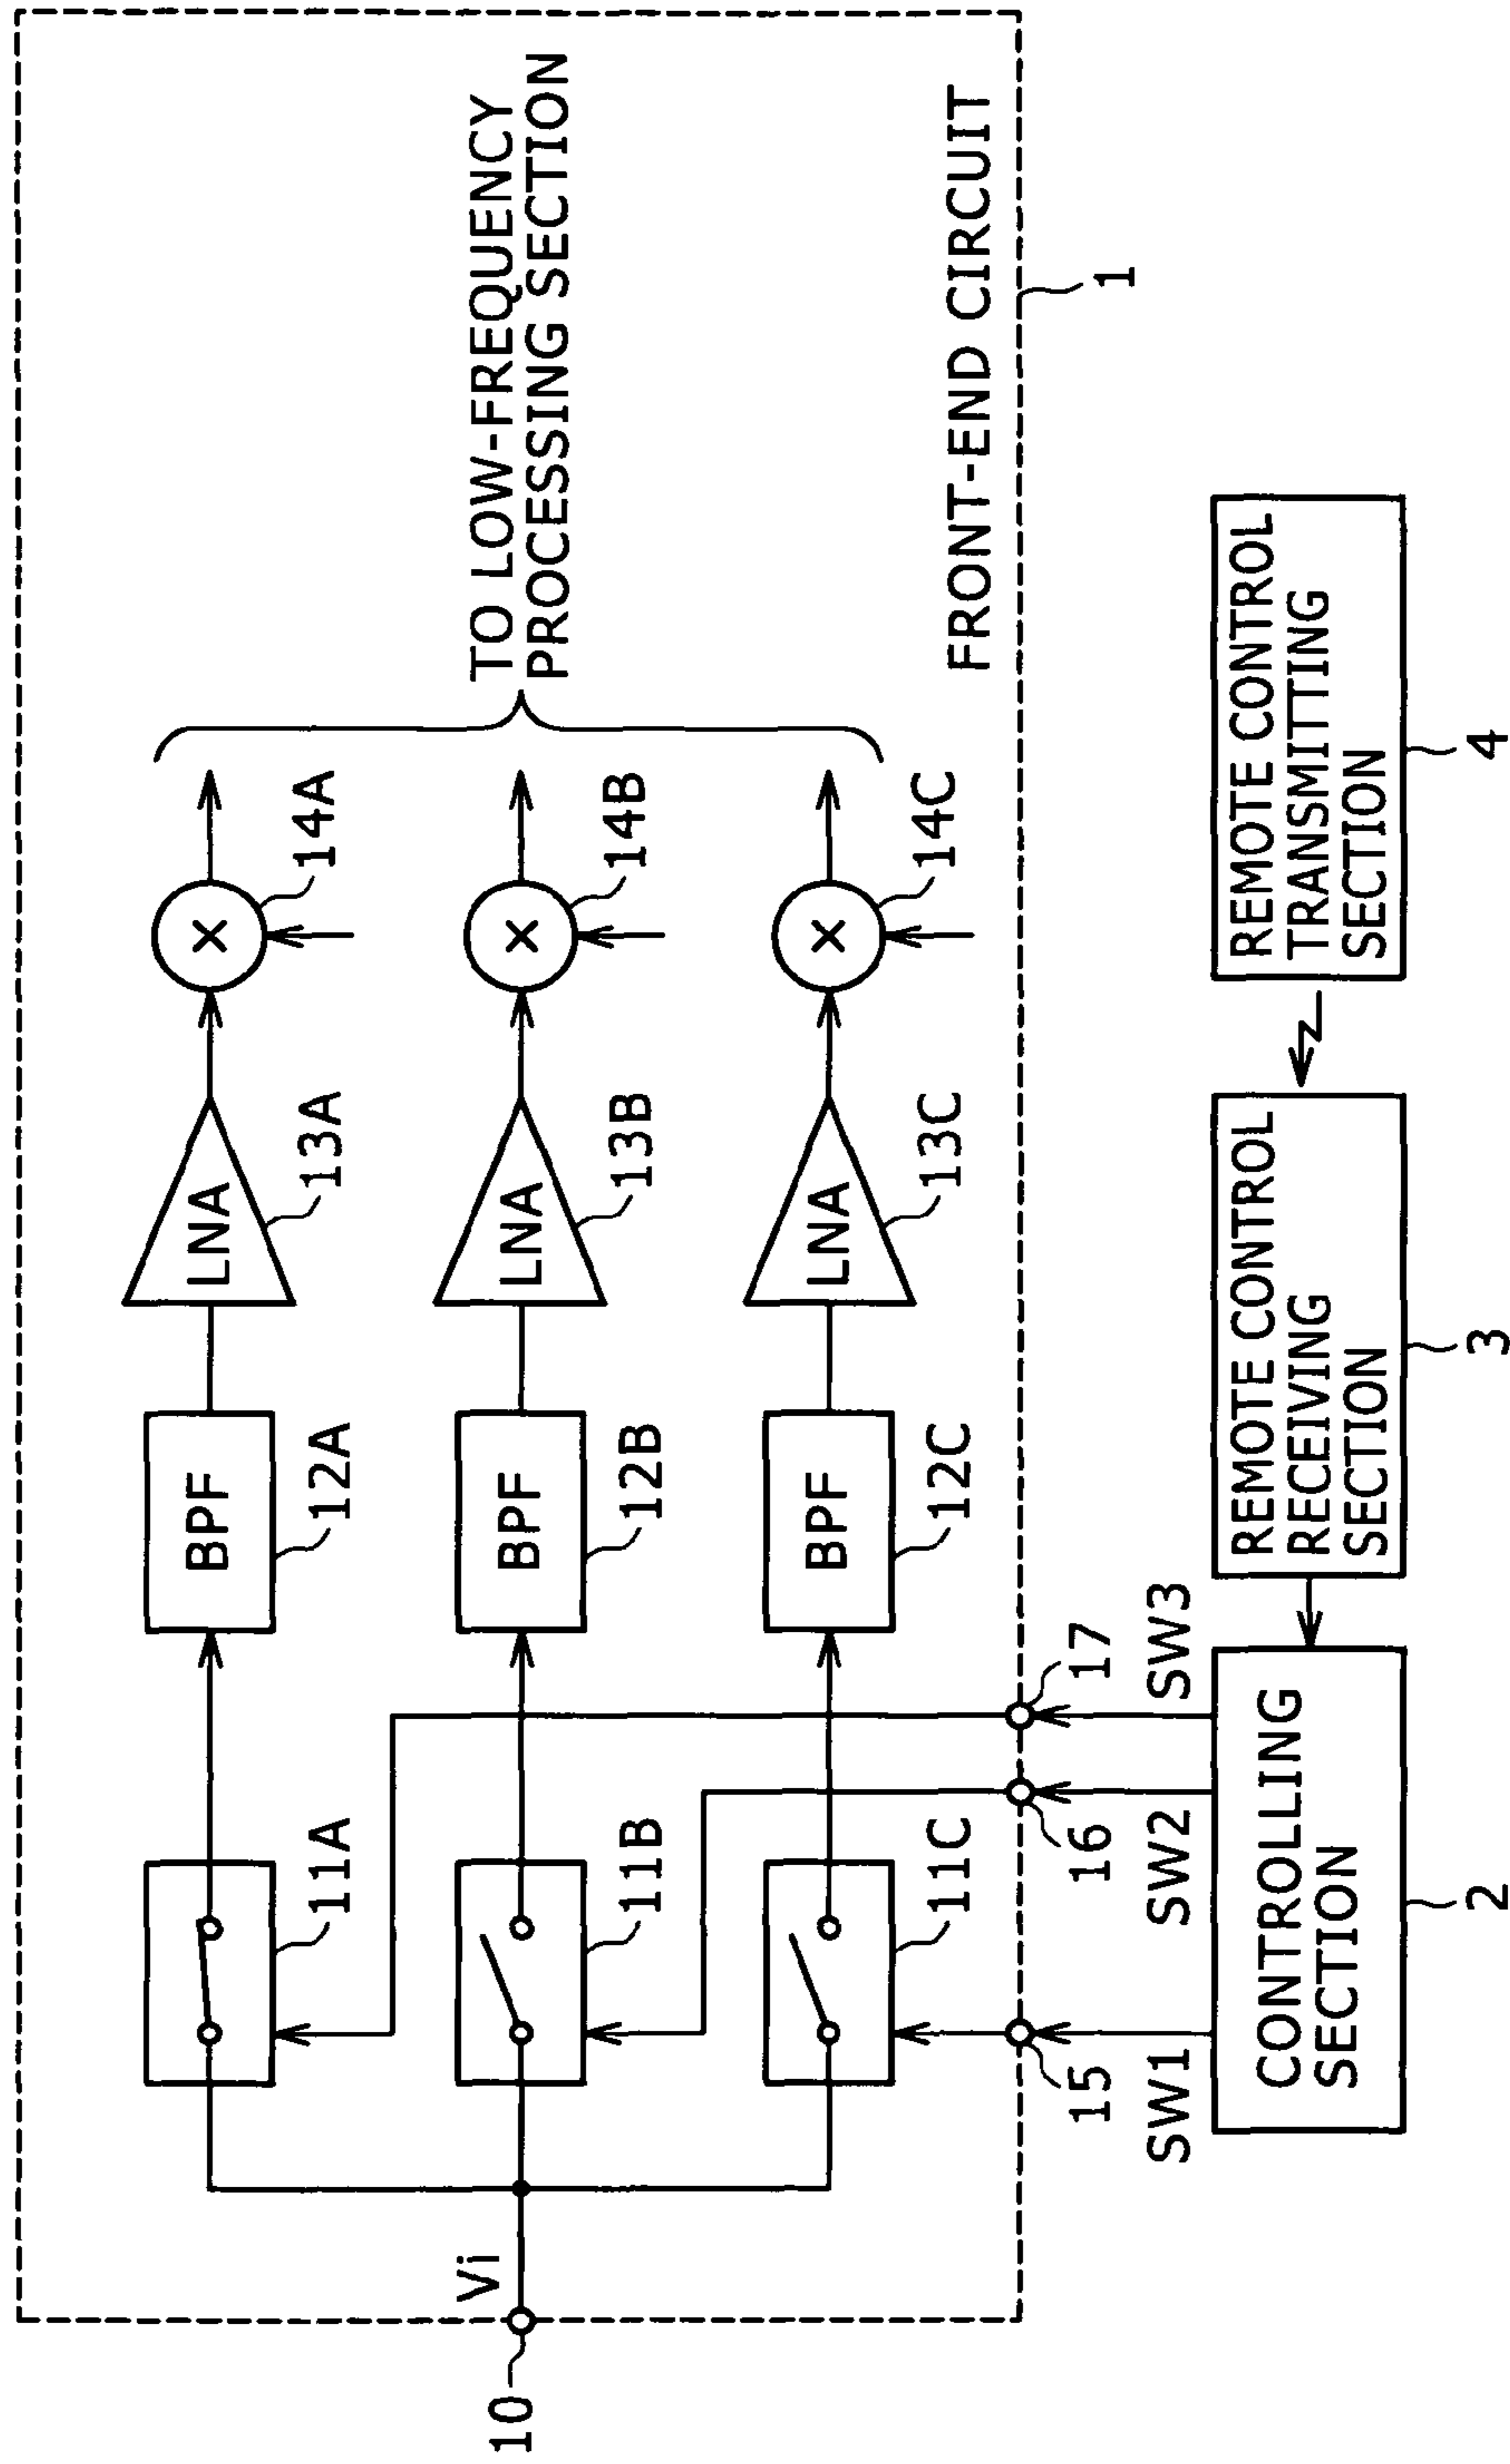 10
Vi
11A
BPF
12A
LNA
13A
×
14A
11B
BPF
12B
LNA
13B
×
14B
TO LOW-FREQUENCY
PROCESSING SECTION
11C
BPF
12C
LNA
13C
×
14C
FRONT-END CIRCUIT
15
16
17
1
SW1
SW2
SW3
CONTROLLING
SECTION
2
REMOTE CONTROL
RECEIVING
SECTION
3
REMOTE CONTROL
TRANSMITTING
SECTION
4